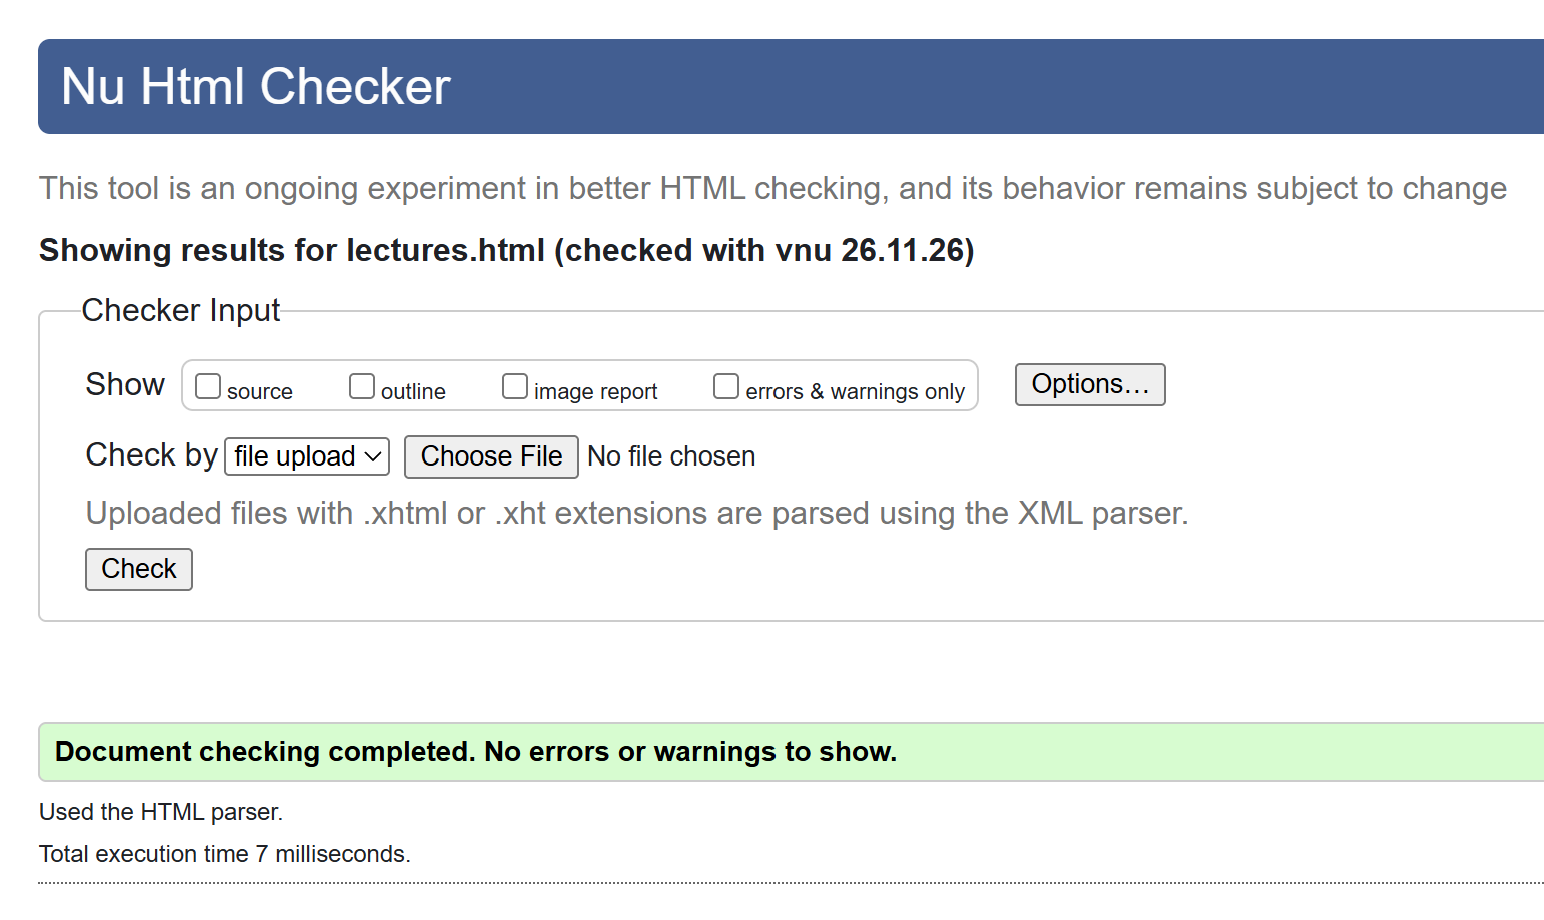 Nu Html Checker
This tool is an ongoing experiment in better HTML checking, and its behavior remains subject to change
Showing results for lectures.html (checked with vnu 26.11.26)
Checker Input
Show source outline image report errors & warnings only Options…
Check by file upload Choose File No file chosen
Uploaded files with .xhtml or .xht extensions are parsed using the XML parser.
Check
Document checking completed. No errors or warnings to show.
Used the HTML parser.
Total execution time 7 milliseconds.